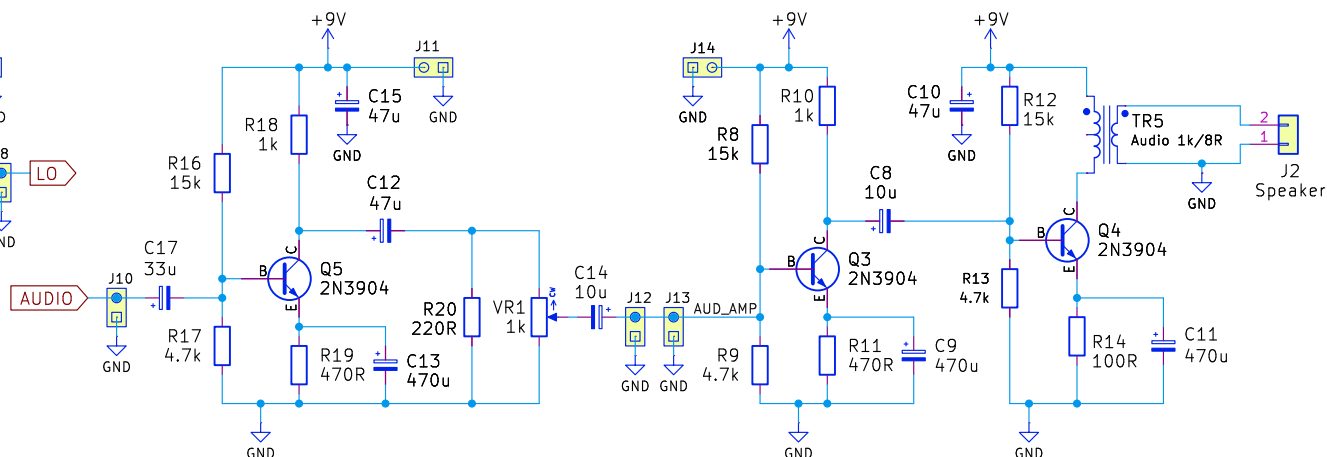 +9V
+9V
+9V
J11
J14
C15
47u
GND
GND
R18
1k
R10
1k
GND
C10
47u
R12
15k
GND
TR5
Audio 1k/8R
2
1
J2
Speaker
GND
R8
15k
8
LO
R16
15k
C12
47u
C8
10u
C
B
E
Q5
2N3904
C
B
E
Q3
2N3904
C
B
E
Q4
2N3904
C17
33u
AUDIO
J10
GND
R17
4.7k
R20
220R
VR1
1k
CW
C14
10u
J12
J13
AUD_AMP
GND
GND
R13
4.7k
R19
470R
C13
470u
R9
4.7k
R11
470R
C9
470u
R14
100R
C11
470u
GND
GND
GND